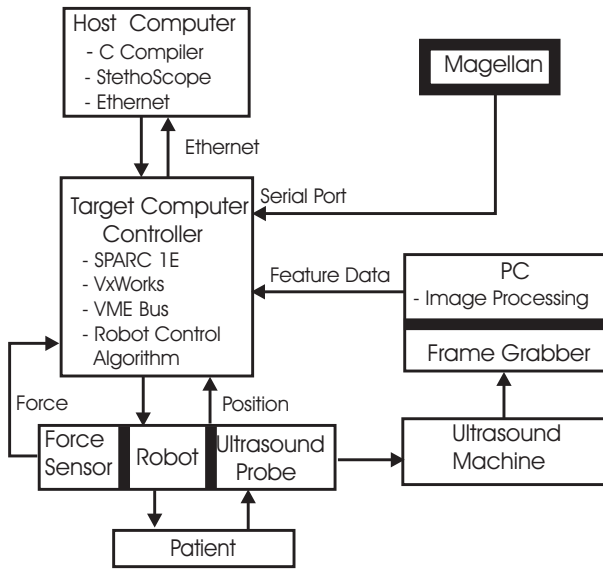 Host Computer
- C Compiler
- StethoScope
- Ethernet
Magellan
Ethernet
Serial Port
Target Computer
Controller
- SPARC 1E
- VxWorks
- VME Bus
- Robot Control
Algorithm
Feature Data
PC
- Image Processing
Frame Grabber
Force
Position
Force
Sensor
Robot
Ultrasound
Probe
Ultrasound
Machine
Patient